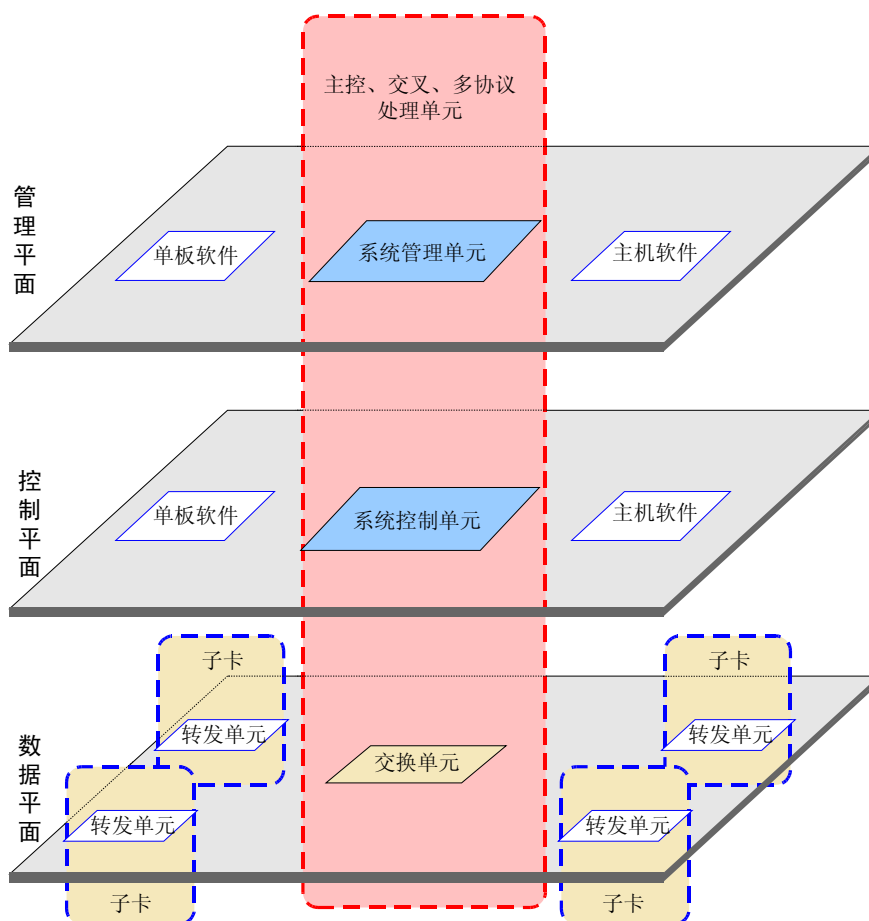 主控、交叉、多协议
处理单元
管理平面
单板软件
系统管理单元
主机软件
控制平面
单板软件
系统控制单元
主机软件
数据平面
子卡
子卡
转发单元
转发单元
交换单元
转发单元
转发单元
子卡
子卡